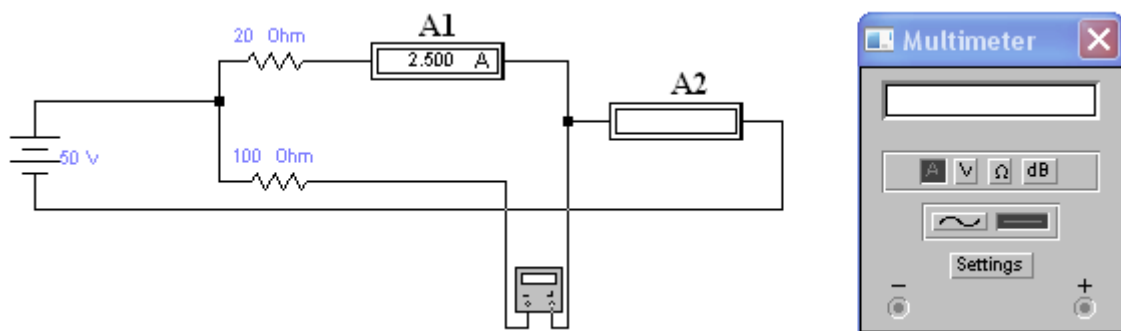 A1
20 Ohm
2.500 A
A2
50 V
100 Ohm
Multimeter
A V Ω dB
Settings
- +